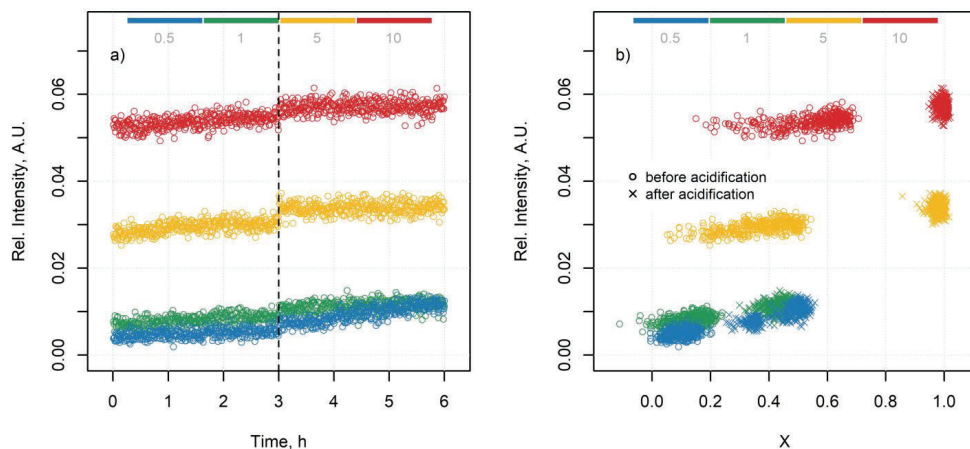 0.5 1 5 10
a)
Rel. Intensity, A.U.
0.00 0.02 0.04 0.06
0 1 2 3 4 5 6
Time, h
0.5 1 5 10
b)
before acidification
after acidification
Rel. Intensity, A.U.
0.00 0.02 0.04 0.06
0.0 0.2 0.4 0.6 0.8 1.0
X